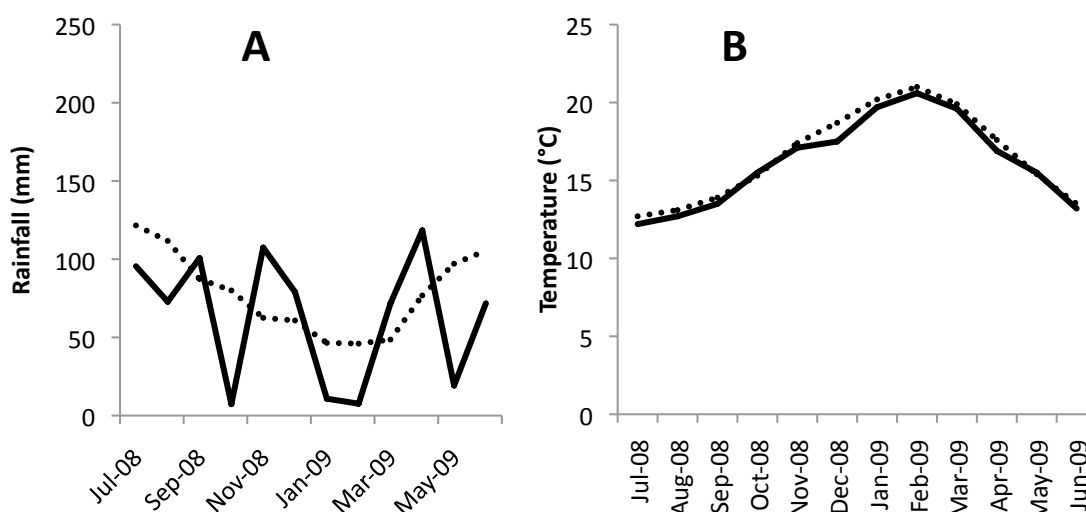 A
Rainfall (mm)
250
200
150
100
50
0
Jul-08
Sep-08
Nov-08
Jan-09
Mar-09
May-09
B
Temperature (°C)
25
20
15
10
5
0
Jul-08
Aug-08
Sep-08
Oct-08
Nov-08
Dec-08
Jan-09
Feb-09
Mar-09
Apr-09
May-09
Jun-09